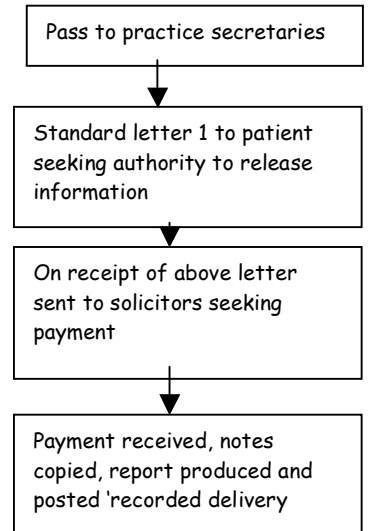 Pass to practice secretaries
Standard letter 1 to patient
seeking authority to release
information
On receipt of above letter
sent to solicitors seeking
payment
Payment received, notes
copied, report produced and
posted ‘recorded delivery